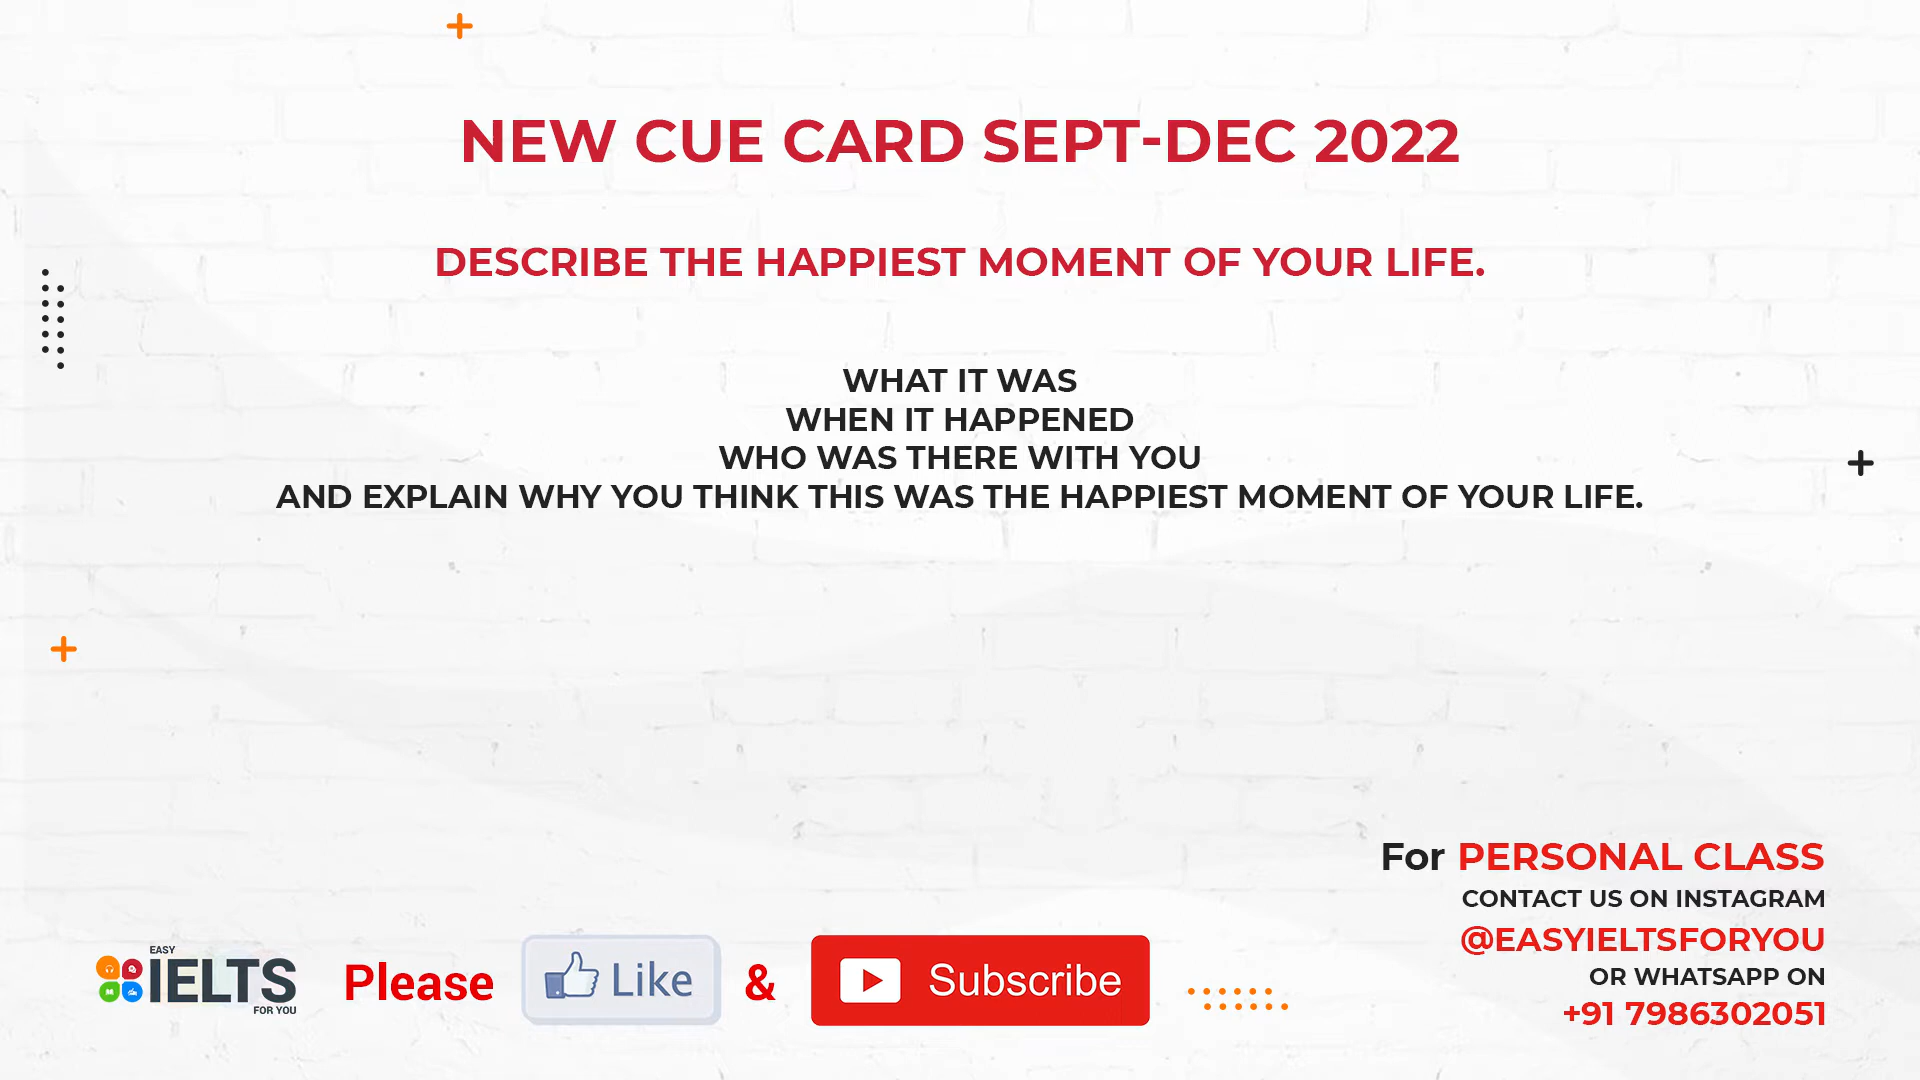 NEW CUE CARD SEPT-DEC 2022
DESCRIBE THE HAPPIEST MOMENT OF YOUR LIFE.
WHAT IT WAS
WHEN IT HAPPENED
WHO WAS THERE WITH YOU
AND EXPLAIN WHY YOU THINK THIS WAS THE HAPPIEST MOMENT OF YOUR LIFE.
EASY
IELTS
FOR YOU
Please Like & Subscribe
For PERSONAL CLASS
CONTACT US ON INSTAGRAM
@EASYIELTSFORYOU
OR WHATSAPP ON
+91 7986302051